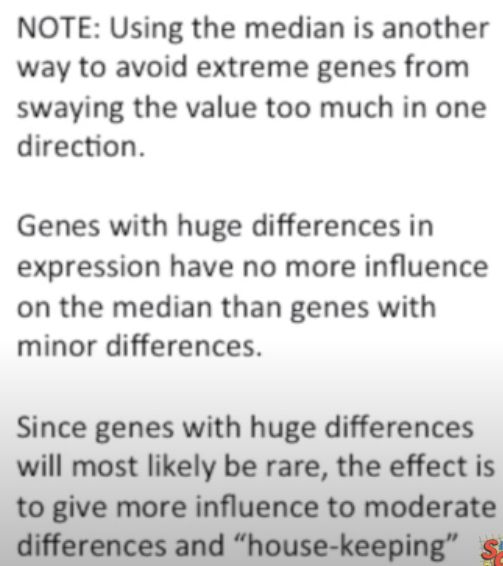 NOTE: Using the median is another
way to avoid extreme genes from
swaying the value too much in one
direction.
Genes with huge differences in
expression have no more influence
on the median than genes with
minor differences.
Since genes with huge differences
will most likely be rare, the effect is
to give more influence to moderate
differences and “house-keeping”